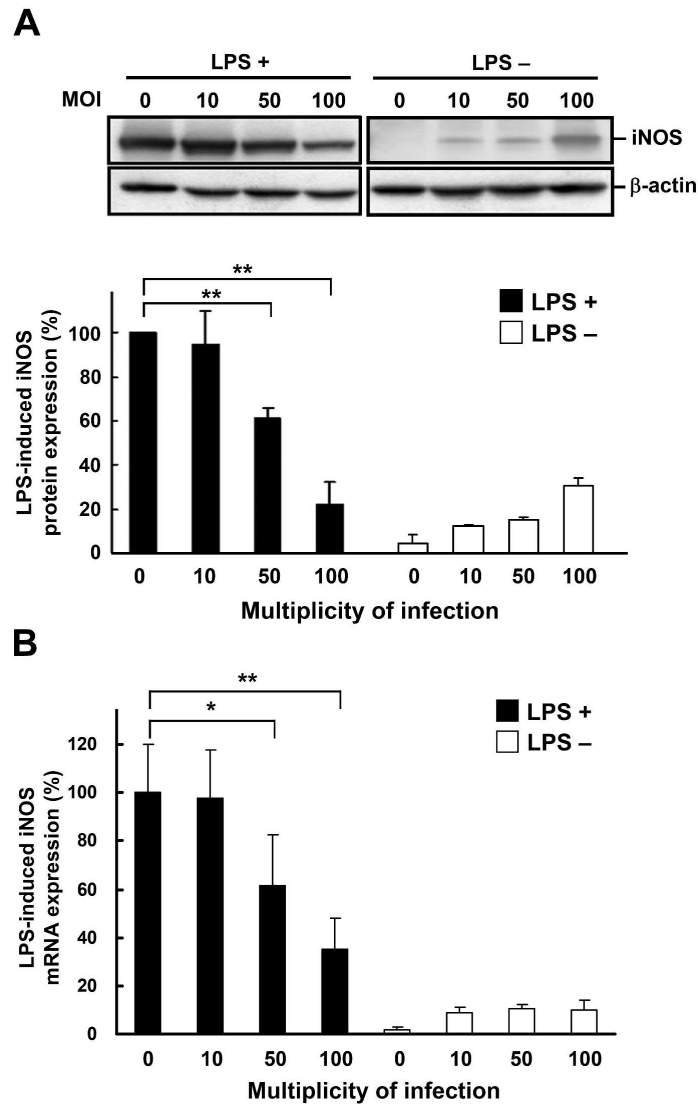 A
LPS + LPS –
MOI 0 10 50 100 0 10 50 100
iNOS
β-actin
** 
**
LPS +
LPS –
LPS-induced iNOS
protein expression (%)
100
80
60
40
20
0
0 10 50 100 0 10 50 100
Multiplicity of infection
B
**
*
LPS +
LPS –
LPS-induced iNOS
mRNA expression (%)
120
100
80
60
40
20
0
0 10 50 100 0 10 50 100
Multiplicity of infection